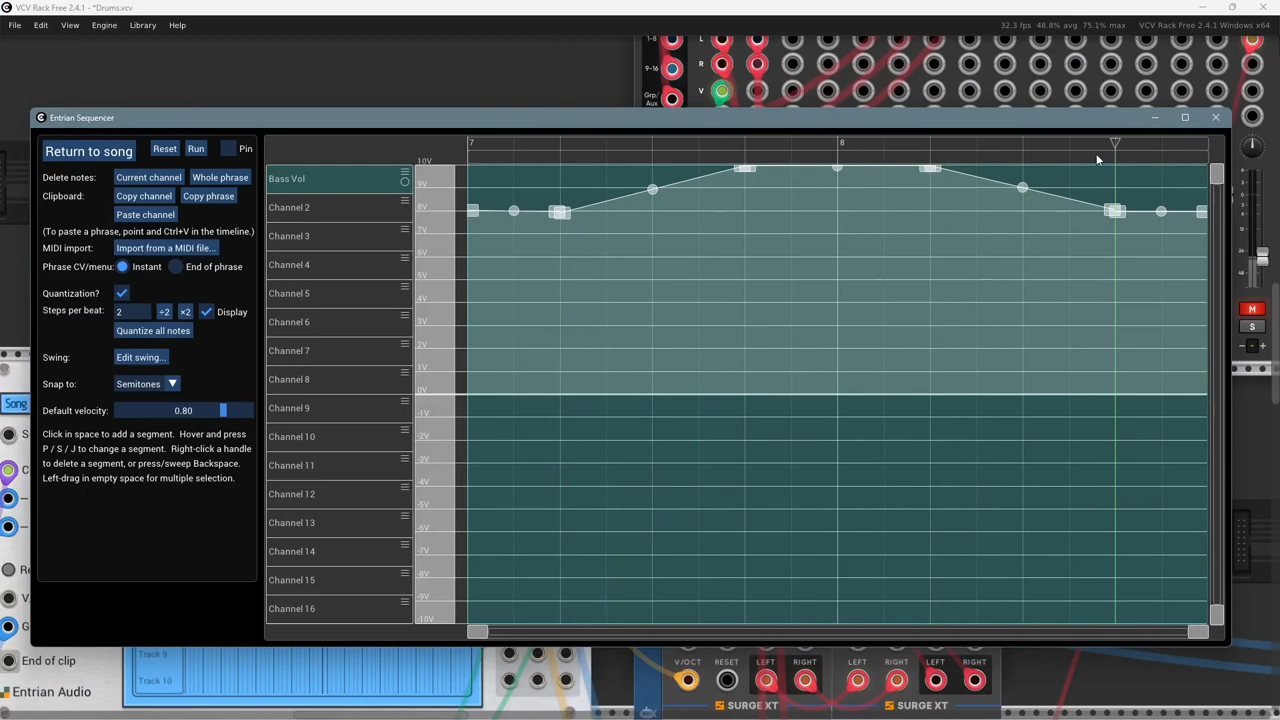 VCV Rack Free 2.4.1 - *Drums.vcv
File Edit View Engine Library Help
32.3 fps 48.8% avg 75.1% max VCV Rack Free 2.4.1 Windows x64
1-8 L
9-16 R
V
Grp/
Aux
Entrian Sequencer
Return to song Reset Run Pin
Delete notes: Current channel Whole phrase
Clipboard: Copy channel Copy phrase
Paste channel
(To paste a phrase, point and Ctrl+V in the timeline.)
MIDI import: Import from a MIDI file...
Phrase CV/menu: Instant End of phrase
Quantization?
Steps per beat: 2 ÷2 ×2 Display
Quantize all notes
Swing: Edit swing...
Snap to: Semitones
Default velocity: 0.80
Click in space to add a segment. Hover and press
P / S / J to change a segment. Right-click a handle
to delete a segment, or press/sweep Backspace.
Left-drag in empty space for multiple selection.
7 8
Bass Vol
Channel 2
Channel 3
Channel 4
Channel 5
Channel 6
Channel 7
Channel 8
Channel 9
Channel 10
Channel 11
Channel 12
Channel 13
Channel 14
Channel 15
Channel 16
10V
9V
8V
7V
6V
5V
4V
3V
2V
1V
0V
-1V
-2V
-3V
-4V
-5V
-6V
-7V
-8V
-9V
-10V
M
S
Song
End of clip
Entrian Audio
Track 9
Track 10
V/OCT RESET LEFT RIGHT LEFT RIGHT LEFT RIGHT
SURGE XT SURGE XT